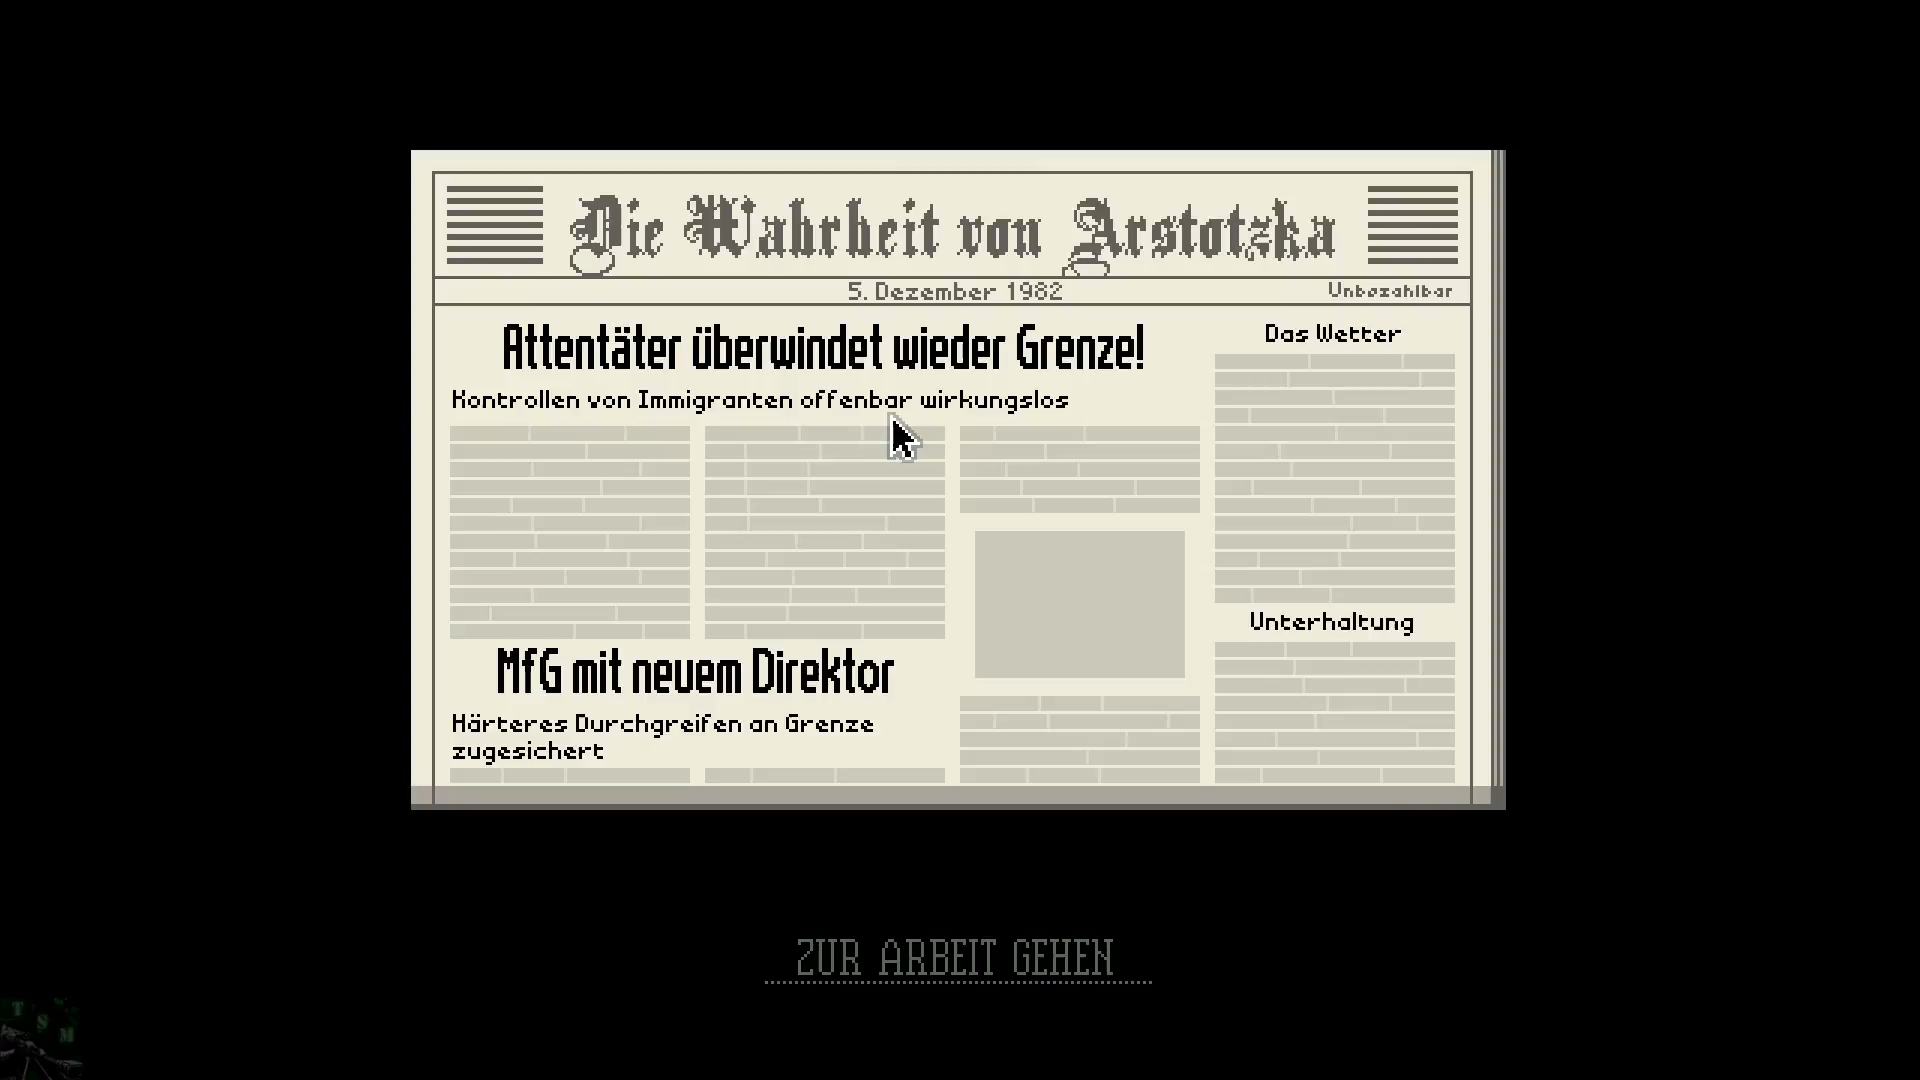 Die Wahrheit von Arstotzka
5. Dezember 1982
Unbezahlbar
Attentäter überwindet wieder Grenze!
Kontrollen von Immigranten offenbar wirkungslos
Das Wetter
Unterhaltung
MfG mit neuem Direktor
Härteres Durchgreifen an Grenze
zugesichert
ZUR ARBEIT GEHEN
T
S
M